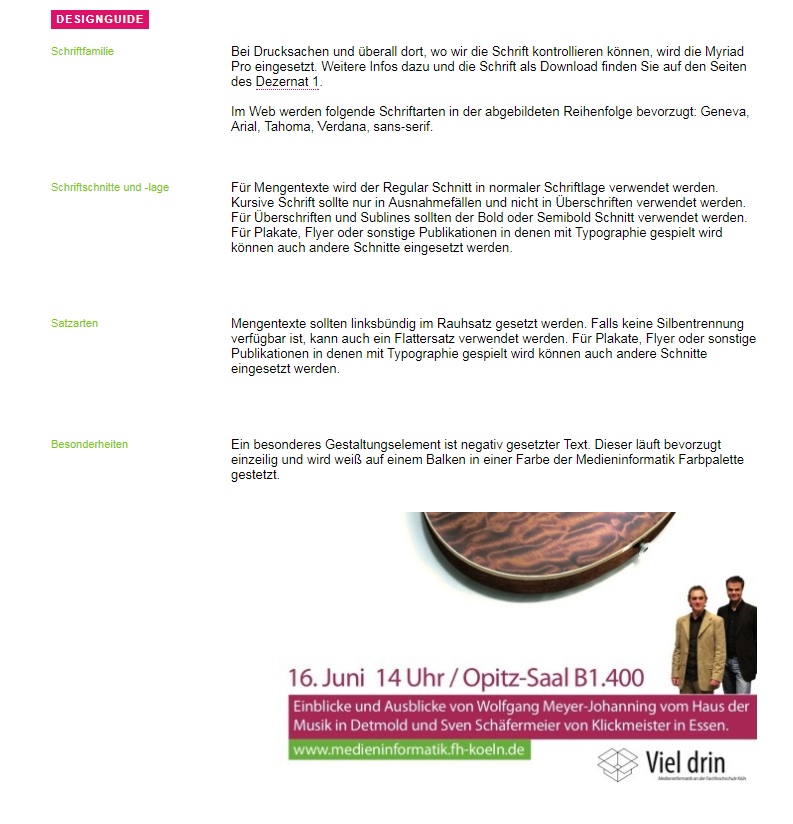 DESIGNGUIDE
Schriftfamilie
Bei Drucksachen und überall dort, wo wir die Schrift kontrollieren können, wird die Myriad
Pro eingesetzt. Weitere Infos dazu und die Schrift als Download finden Sie auf den Seiten
des Dezernat 1.
Im Web werden folgende Schriftarten in der abgebildeten Reihenfolge bevorzugt: Geneva,
Arial, Tahoma, Verdana, sans-serif.
Schriftschnitte und -lage
Für Mengentexte wird der Regular Schnitt in normaler Schriftlage verwendet werden.
Kursive Schrift sollte nur in Ausnahmefällen und nicht in Überschriften verwendet werden.
Für Überschriften und Sublines sollten der Bold oder Semibold Schnitt verwendet werden.
Für Plakate, Flyer oder sonstige Publikationen in denen mit Typographie gespielt wird
können auch andere Schnitte eingesetzt werden.
Satzarten
Mengentexte sollten linksbündig im Rauhsatz gesetzt werden. Falls keine Silbentrennung
verfügbar ist, kann auch ein Flattersatz verwendet werden. Für Plakate, Flyer oder sonstige
Publikationen in denen mit Typographie gespielt wird können auch andere Schnitte
eingesetzt werden.
Besonderheiten
Ein besonderes Gestaltungselement ist negativ gesetzter Text. Dieser läuft bevorzugt
einzeilig und wird weiß auf einem Balken in einer Farbe der Medieninformatik Farbpalette
gestetzt.
16. Juni 14 Uhr / Opitz-Saal B1.400
Einblicke und Ausblicke von Wolfgang Meyer-Johanning vom Haus der
Musik in Detmold und Sven Schäfermeier von Klickmeister in Essen.
www.medieninformatik.fh-koeln.de
Viel drin
Medieninformatik an der Fachhochschule Köln